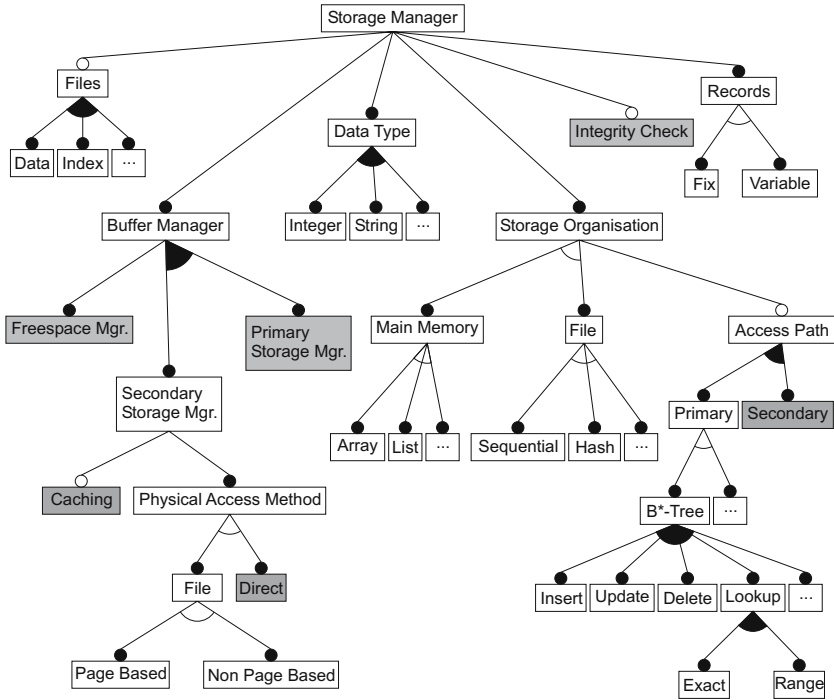 Storage Manager
Files
Records
Data Type
Integrity Check
Data
Index
...
Fix
Variable
Buffer Manager
Integer
String
...
Storage Organisation
Freespace Mgr.
Primary
Storage Mgr.
Main Memory
File
Access Path
Secondary
Storage Mgr.
Array
List
...
Sequential
Hash
...
Primary
Secondary
Caching
Physical Access Method
B*-Tree
...
File
Direct
Insert
Update
Delete
Lookup
...
Page Based
Non Page Based
Exact
Range